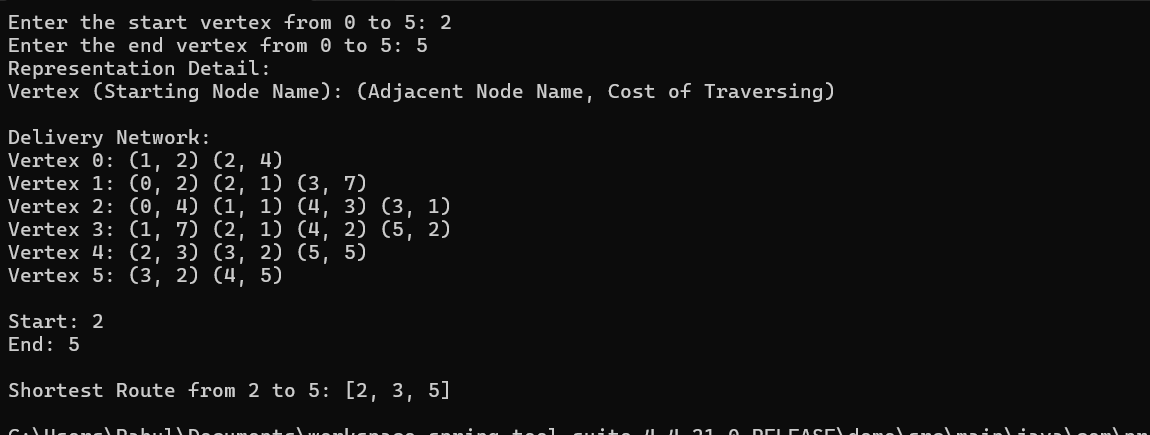 Enter the start vertex from 0 to 5: 2
Enter the end vertex from 0 to 5: 5
Representation Detail:
Vertex (Starting Node Name): (Adjacent Node Name, Cost of Traversing)
Delivery Network:
Vertex 0: (1, 2) (2, 4)
Vertex 1: (0, 2) (2, 1) (3, 7)
Vertex 2: (0, 4) (1, 1) (4, 3) (3, 1)
Vertex 3: (1, 7) (2, 1) (4, 2) (5, 2)
Vertex 4: (2, 3) (3, 2) (5, 5)
Vertex 5: (3, 2) (4, 5)
Start: 2
End: 5
Shortest Route from 2 to 5: [2, 3, 5]